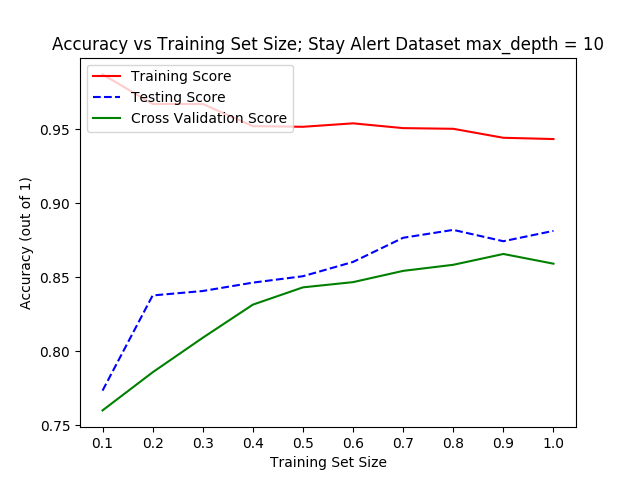 Accuracy vs Training Set Size; Stay Alert Dataset max_depth = 10
Training Score
Testing Score
Cross Validation Score
Accuracy (out of 1)
0.95
0.90
0.85
0.80
0.75
0.1 0.2 0.3 0.4 0.5 0.6 0.7 0.8 0.9 1.0
Training Set Size